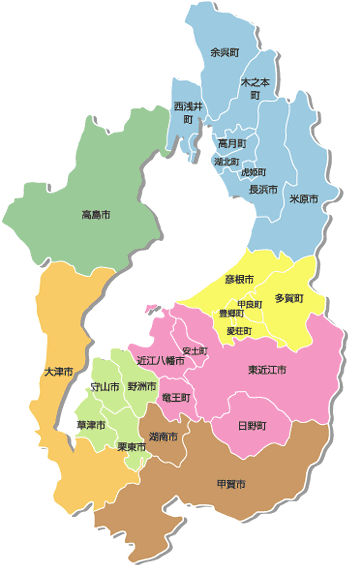 余呉町
木之本
町
西浅井
町
高月町
湖北町
虎姫町
長浜市
米原市
高島市
彦根市
多賀町
甲良町
豊郷町
愛荘町
安土町
近江八幡市
東近江市
大津市
守山市
野洲市
竜王町
草津市
日野町
湖南市
栗東市
甲賀市